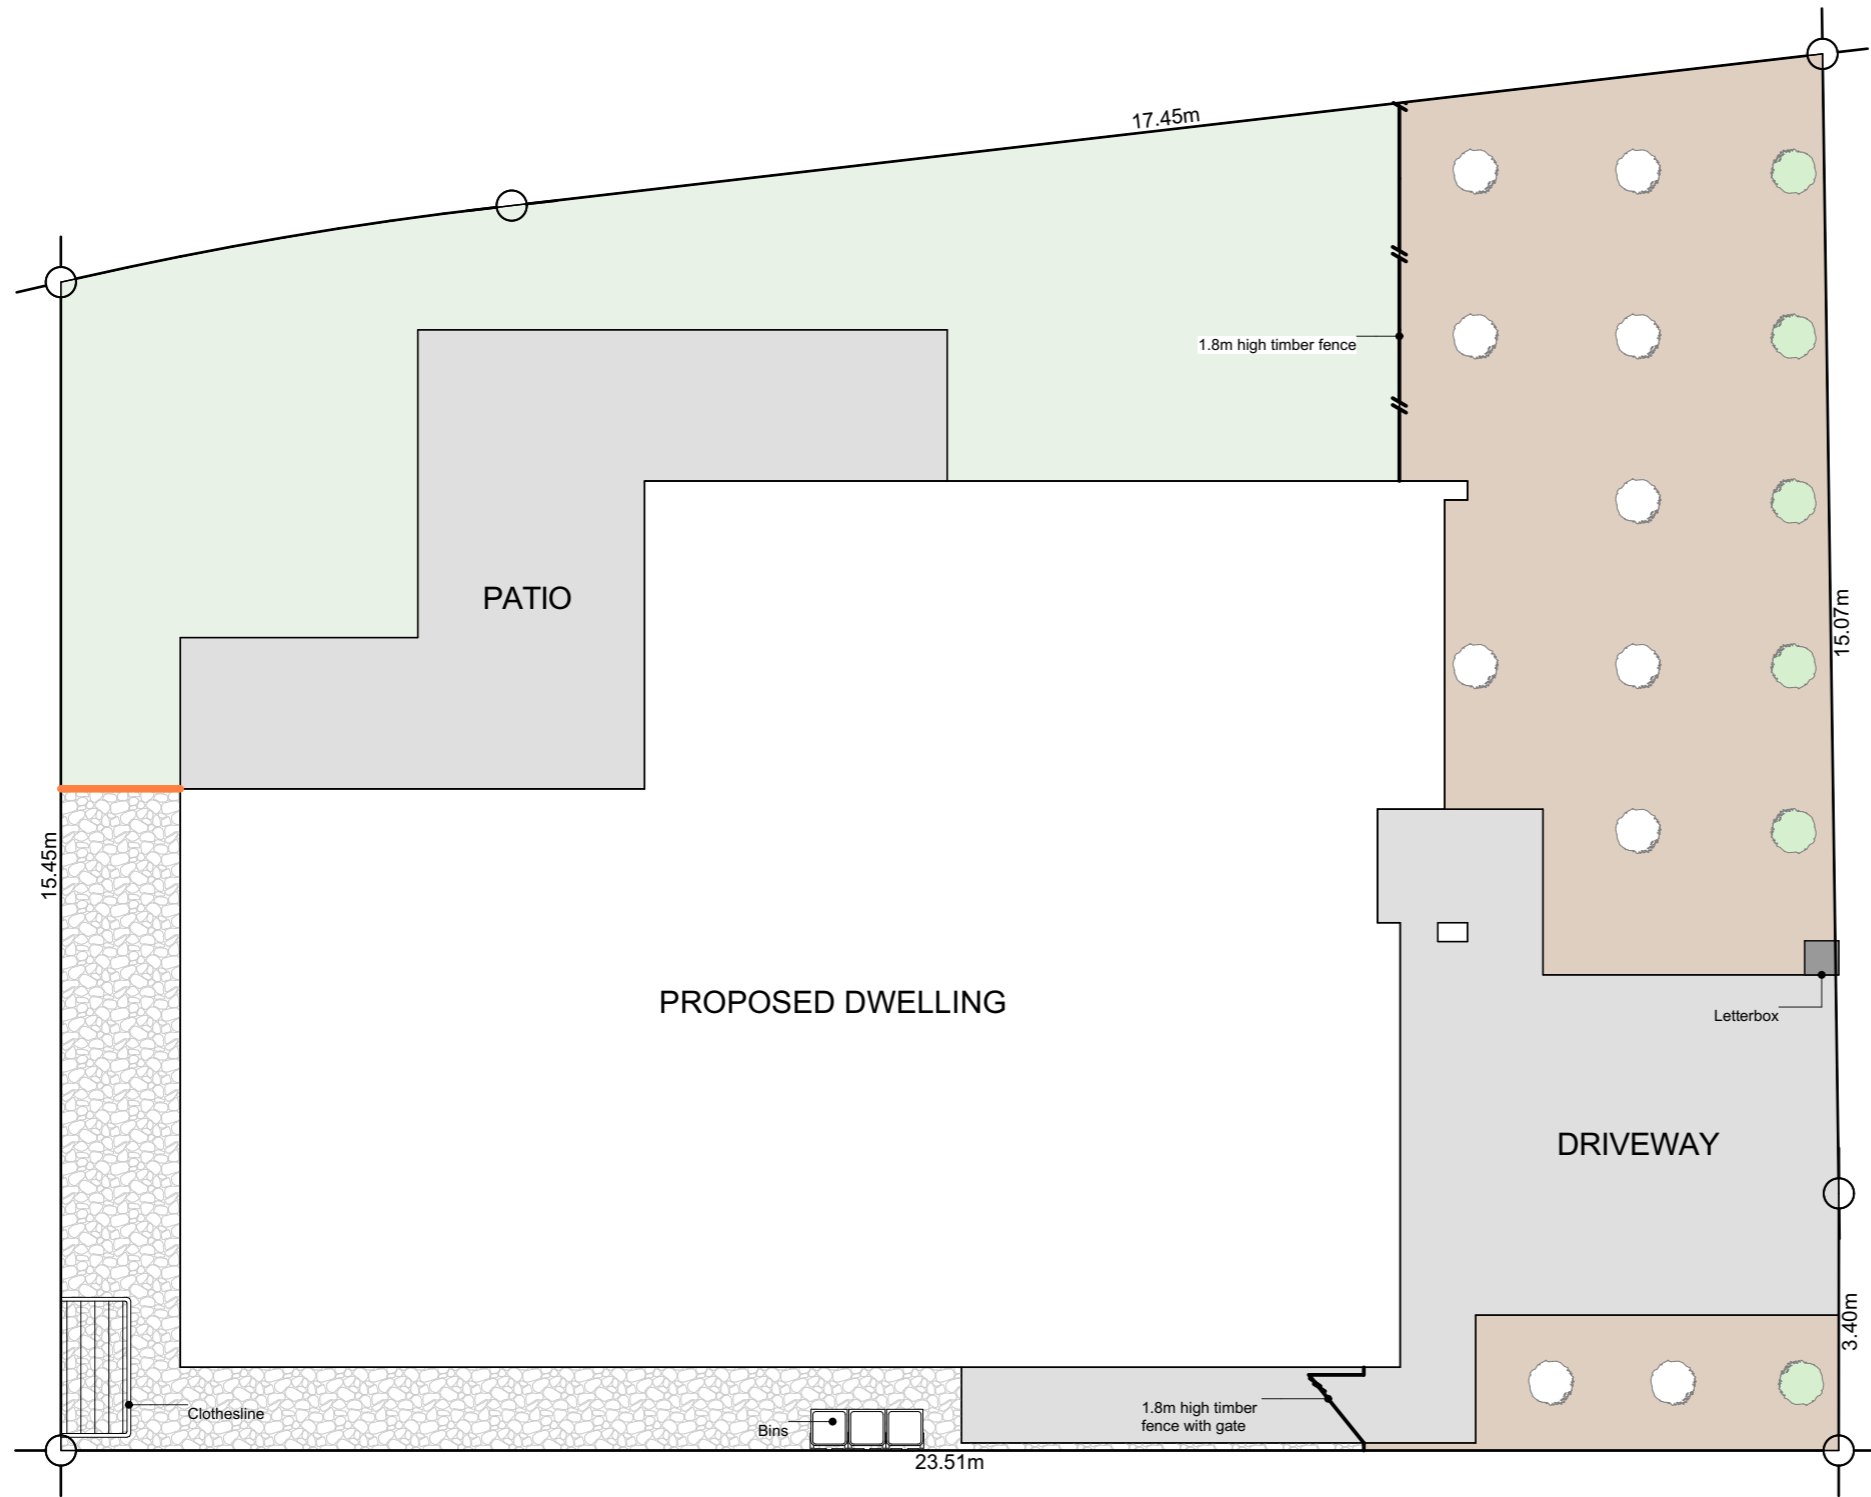 17.45m
1.8m high timber fence
PATIO
15.07m
15.45m
PROPOSED DWELLING
Letterbox
DRIVEWAY
3.40m
Clothesline
1.8m high timber
fence with gate
Bins
23.51m